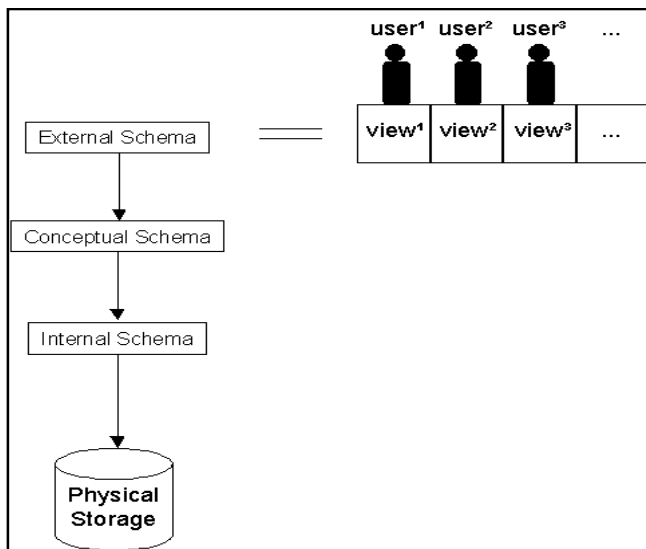 user¹ user² user³ ...
External Schema
view¹ view² view³ ...
Conceptual Schema
Internal Schema
Physical
Storage